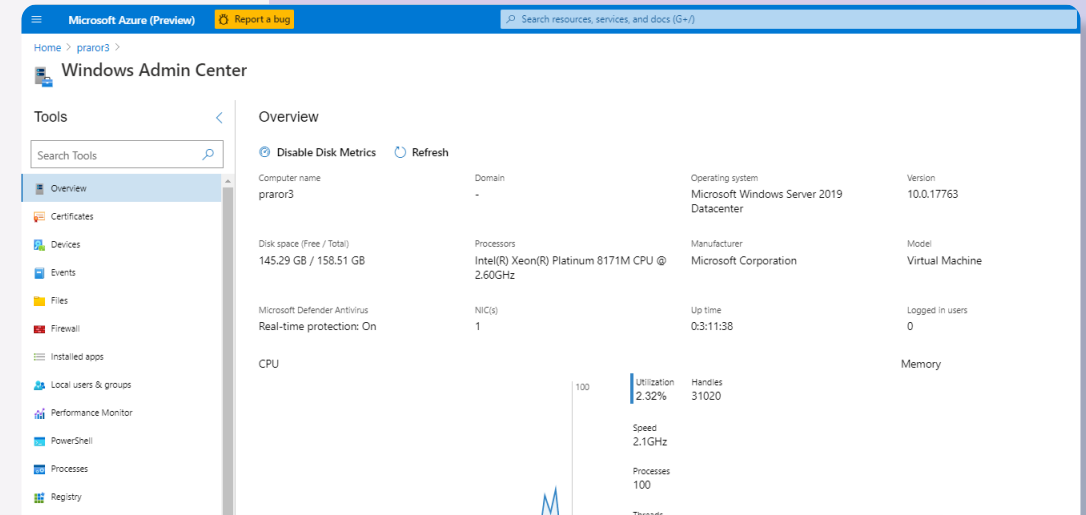 Microsoft Azure (Preview)
Report a bug
Search resources, services, and docs (G+/)
Home > praror3 >
Windows Admin Center
Tools
Search Tools
Overview
Certificates
Devices
Events
Files
Firewall
Installed apps
Local users & groups
Performance Monitor
PowerShell
Processes
Registry
Overview
Disable Disk Metrics
Refresh
Computer name
praror3
Domain
-
Operating system
Microsoft Windows Server 2019
Datacenter
Version
10.0.17763
Disk space (Free / Total)
145.29 GB / 158.51 GB
Processors
Intel(R) Xeon(R) Platinum 8171M CPU @
2.60GHz
Manufacturer
Microsoft Corporation
Model
Virtual Machine
Microsoft Defender Antivirus
Real-time protection: On
NIC(s)
1
Up time
0:3:11:38
Logged in users
0
CPU
100
Utilization
2.32%
Handles
31020
Speed
2.1GHz
Processes
100
Threads
Memory